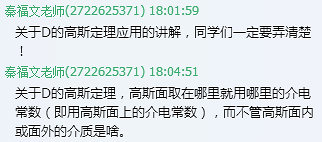 秦福文老师(2722625371) 18:01:59
关于D的高斯定理应用的讲解，同学们一定要弄清楚
！
秦福文老师(2722625371) 18:04:51
关于D的高斯定理，高斯面取在哪里就用哪里的介电
常数（即用高斯面上的介电常数），而不管高斯面内
或面外的介质是啥。